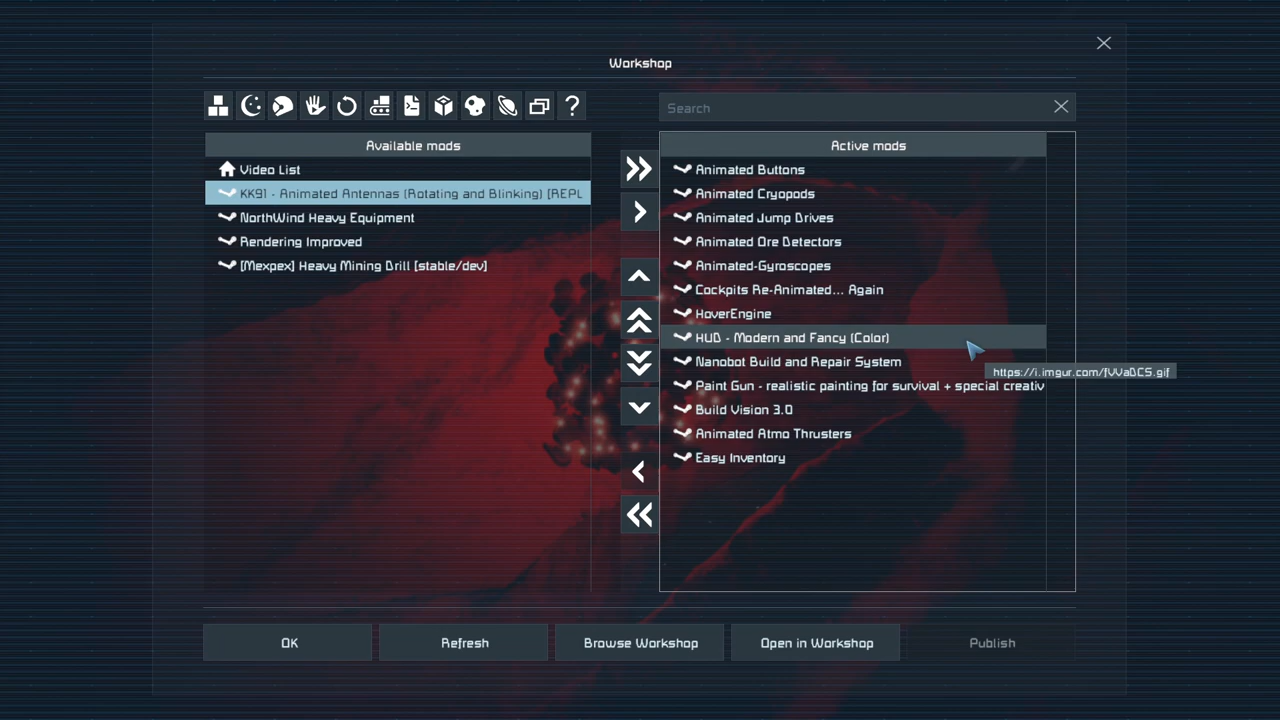 Workshop
?
Search
Available mods
Active mods
Video List
KK91 - Animated Antennas (Rotating and Blinking) [REPL
NorthWind Heavy Equipment
Rendering Improved
[Mexpex] Heavy Mining Drill [stable/dev]
Animated Buttons
Animated Cryopods
Animated Jump Drives
Animated Ore Detectors
Animated-Gyroscopes
Cockpits Re-Animated... Again
HoverEngine
HUD - Modern and Fancy (Color)
Nanobot Build and Repair System
https://i.imgur.com/fVVaDCS.gif
Paint Gun - realistic painting for survival + special creativ
Build Vision 3.0
Animated Atmo Thrusters
Easy Inventory
OK
Refresh
Browse Workshop
Open in Workshop
Publish